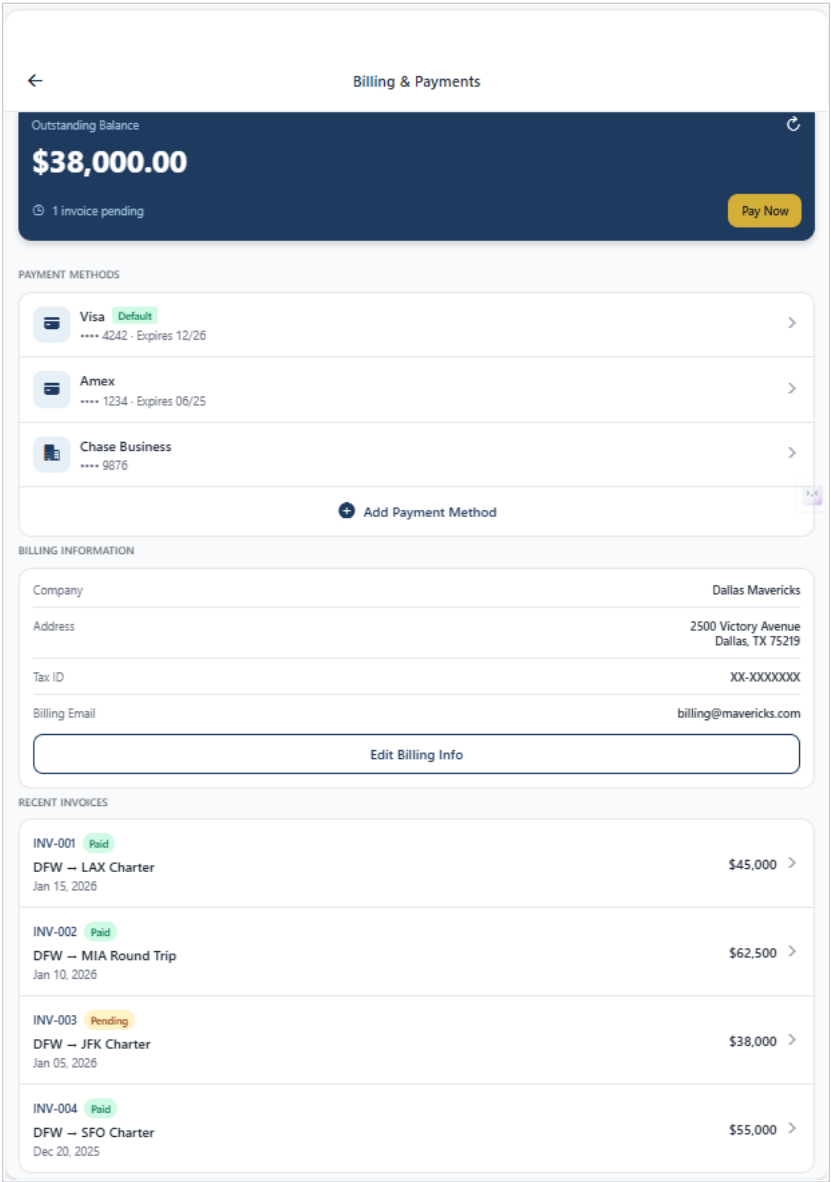 Billing & Payments
Outstanding Balance
$38,000.00
1 invoice pending
Pay Now
PAYMENT METHODS
Visa Default
•••• 4242 · Expires 12/26
Amex
•••• 1234 · Expires 06/25
Chase Business
•••• 9876
Add Payment Method
BILLING INFORMATION
Company Dallas Mavericks
Address 2500 Victory Avenue
Dallas, TX 75219
Tax ID XX-XXXXXXX
Billing Email billing@mavericks.com
Edit Billing Info
RECENT INVOICES
INV-001 Paid
DFW → LAX Charter $45,000
Jan 15, 2026
INV-002 Paid
DFW → MIA Round Trip $62,500
Jan 10, 2026
INV-003 Pending
DFW → JFK Charter $38,000
Jan 05, 2026
INV-004 Paid
DFW → SFO Charter $55,000
Dec 20, 2025